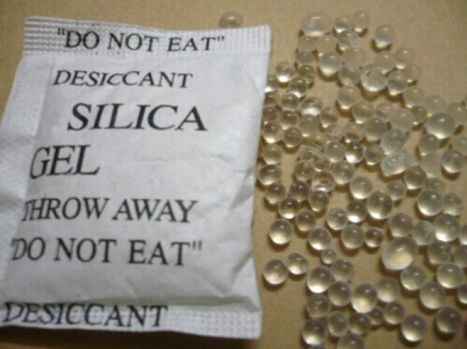 "DO NOT EAT"
DESICCANT
SILICA
GEL
THROW AWAY
"DO NOT EAT"
DESICCANT